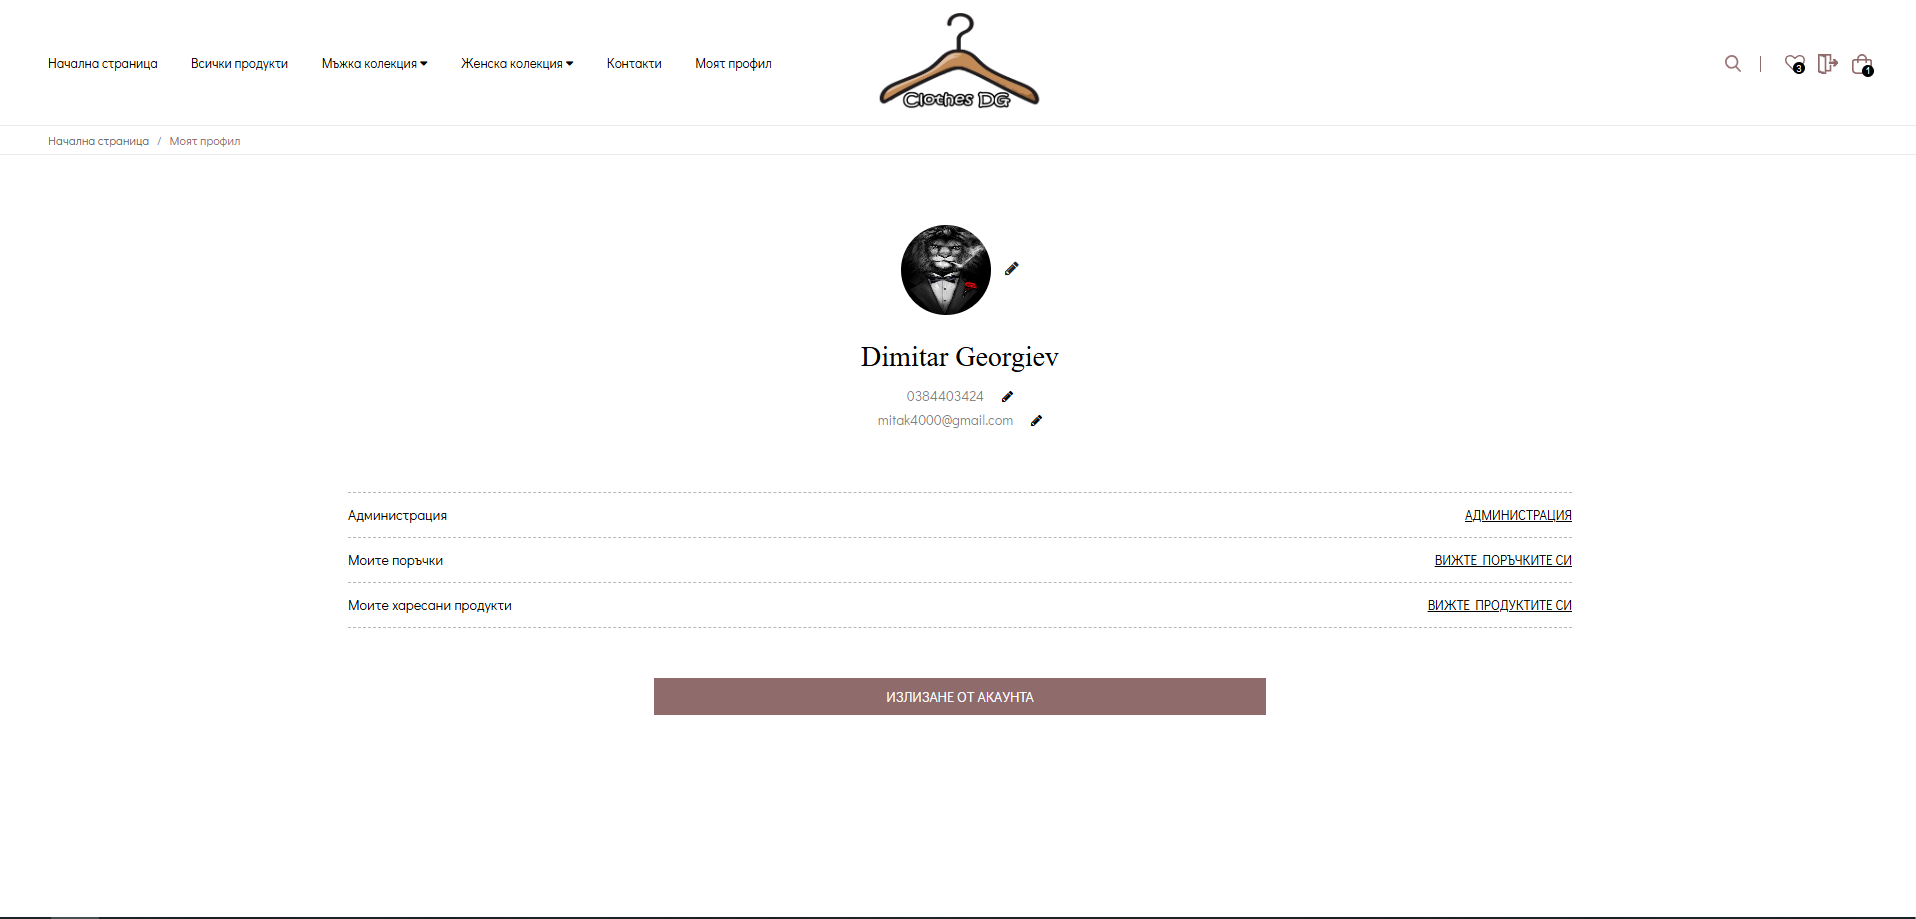 Начална страница Всички продукти Мъжка колекция Женска колекция Контакти Моят профил
Clothes DG
3
1
Начална страница / Моят профил
Dimitar Georgiev
0384403424
mitak4000@gmail.com
Администрация АДМИНИСТРАЦИЯ
Моите поръчки ВИЖТЕ ПОРЪЧКИТЕ СИ
Моите харесани продукти ВИЖТЕ ПРОДУКТИТЕ СИ
ИЗЛИЗАНЕ ОТ АКАУНТА